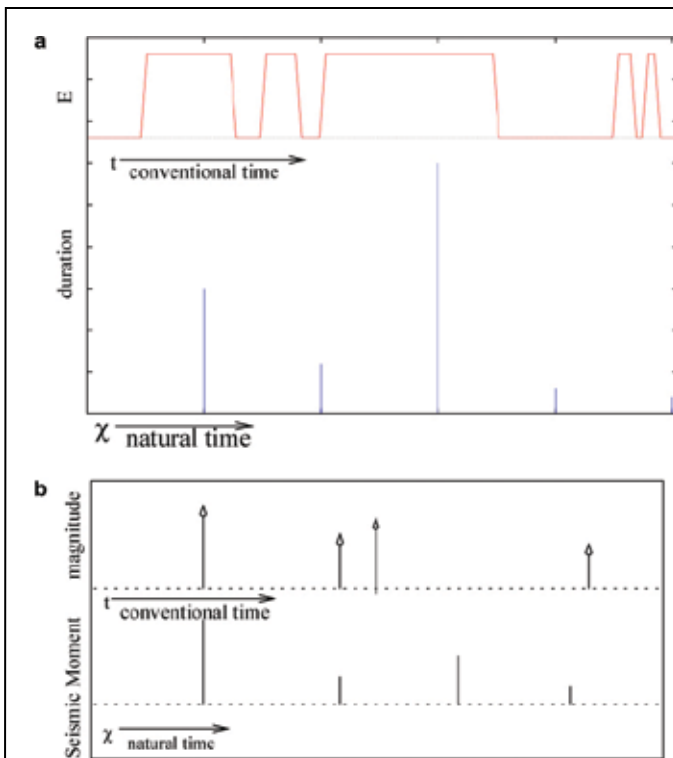 a
E
t conventional time
duration
χ natural time
b
magnitude
t conventional time
Seismic Moment
χ natural time